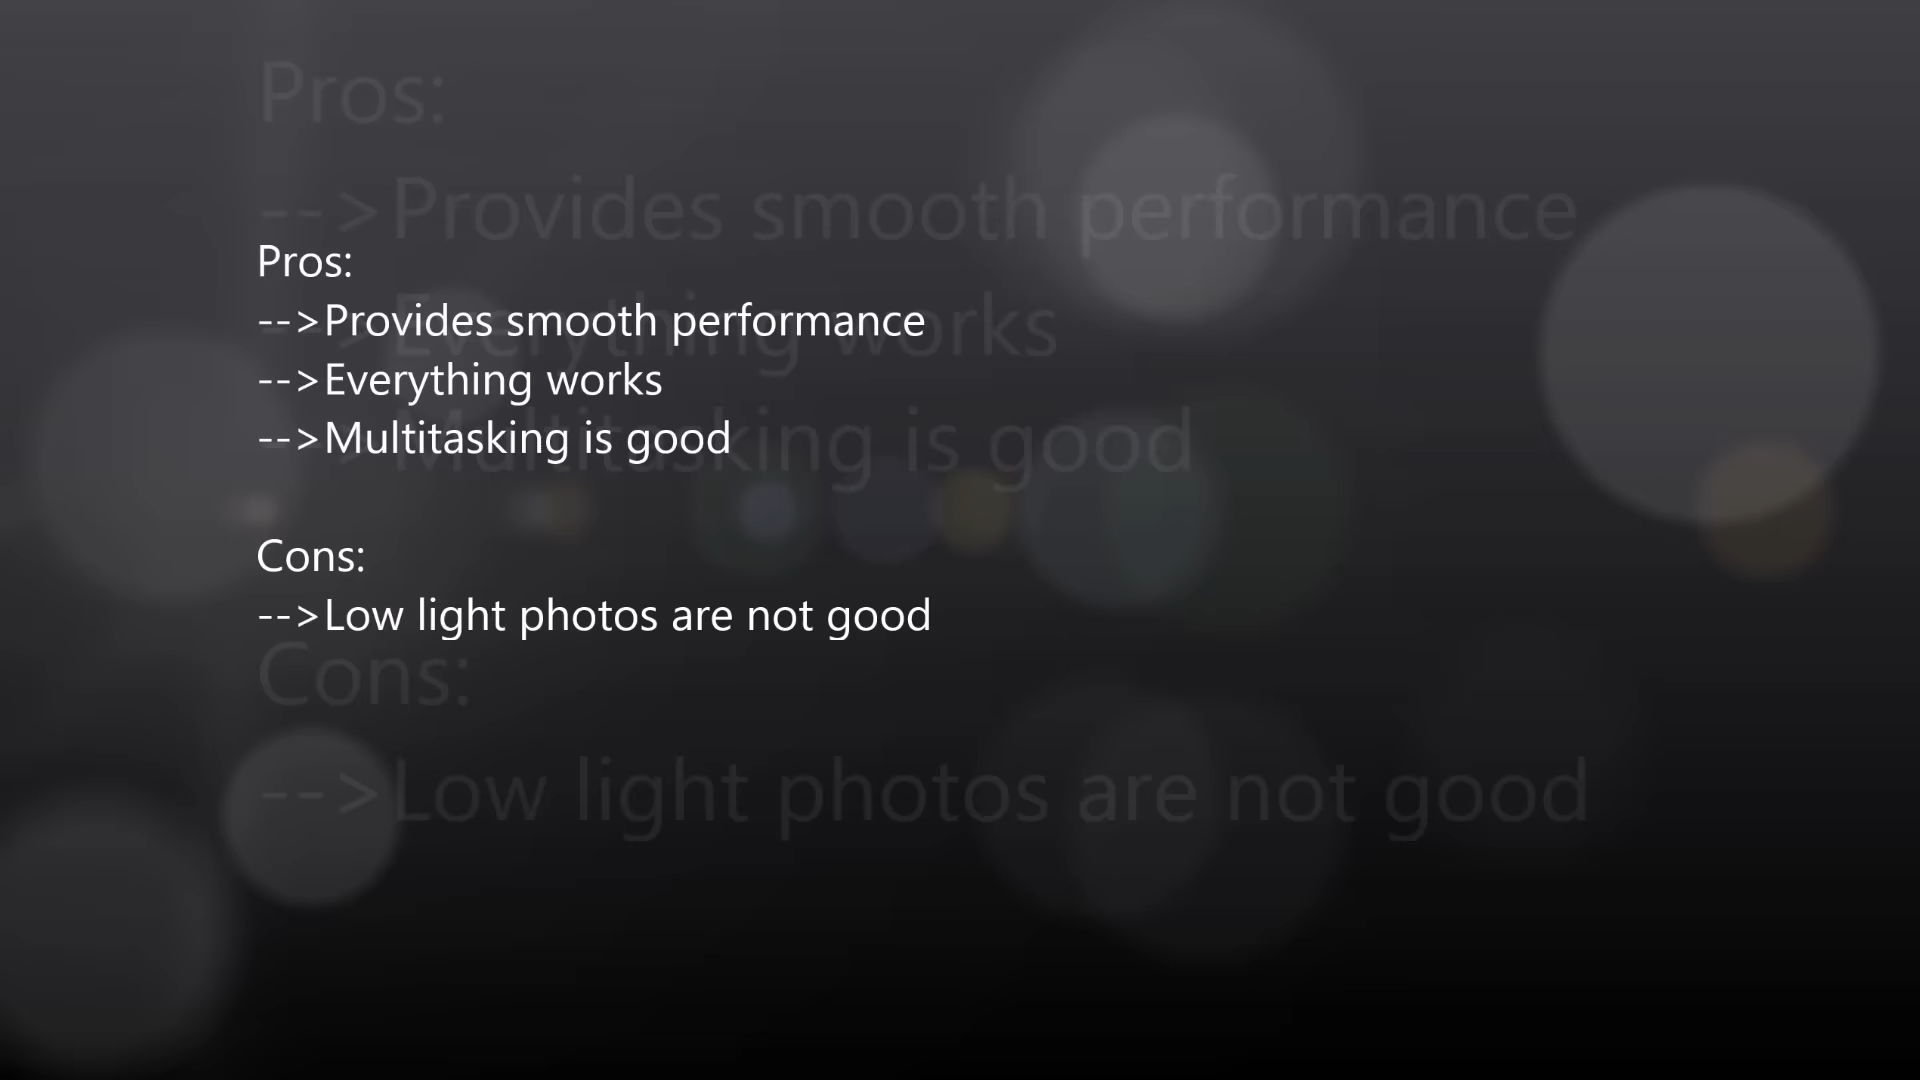 Pros:
-->Provides smooth performance
-->Everything works
-->Multitasking is good
Cons:
-->Low light photos are not good